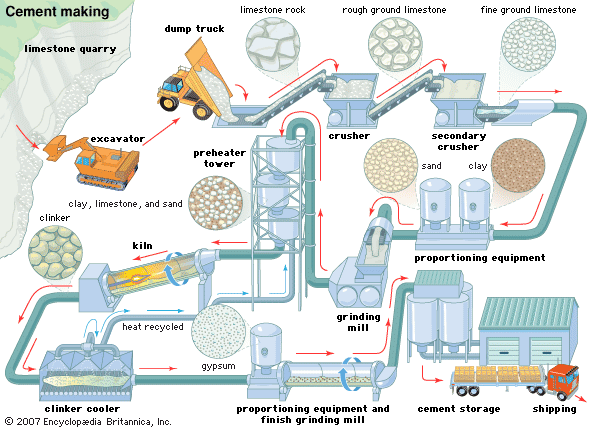 Cement making
limestone quarry
dump truck
limestone rock
rough ground limestone
fine ground limestone
excavator
crusher
secondary
crusher
preheater
tower
sand
clay
clay, limestone, and sand
clinker
kiln
proportioning equipment
grinding
mill
heat recycled
gypsum
clinker cooler
proportioning equipment and
finish grinding mill
cement storage
shipping
© 2007 Encyclopædia Britannica, Inc.